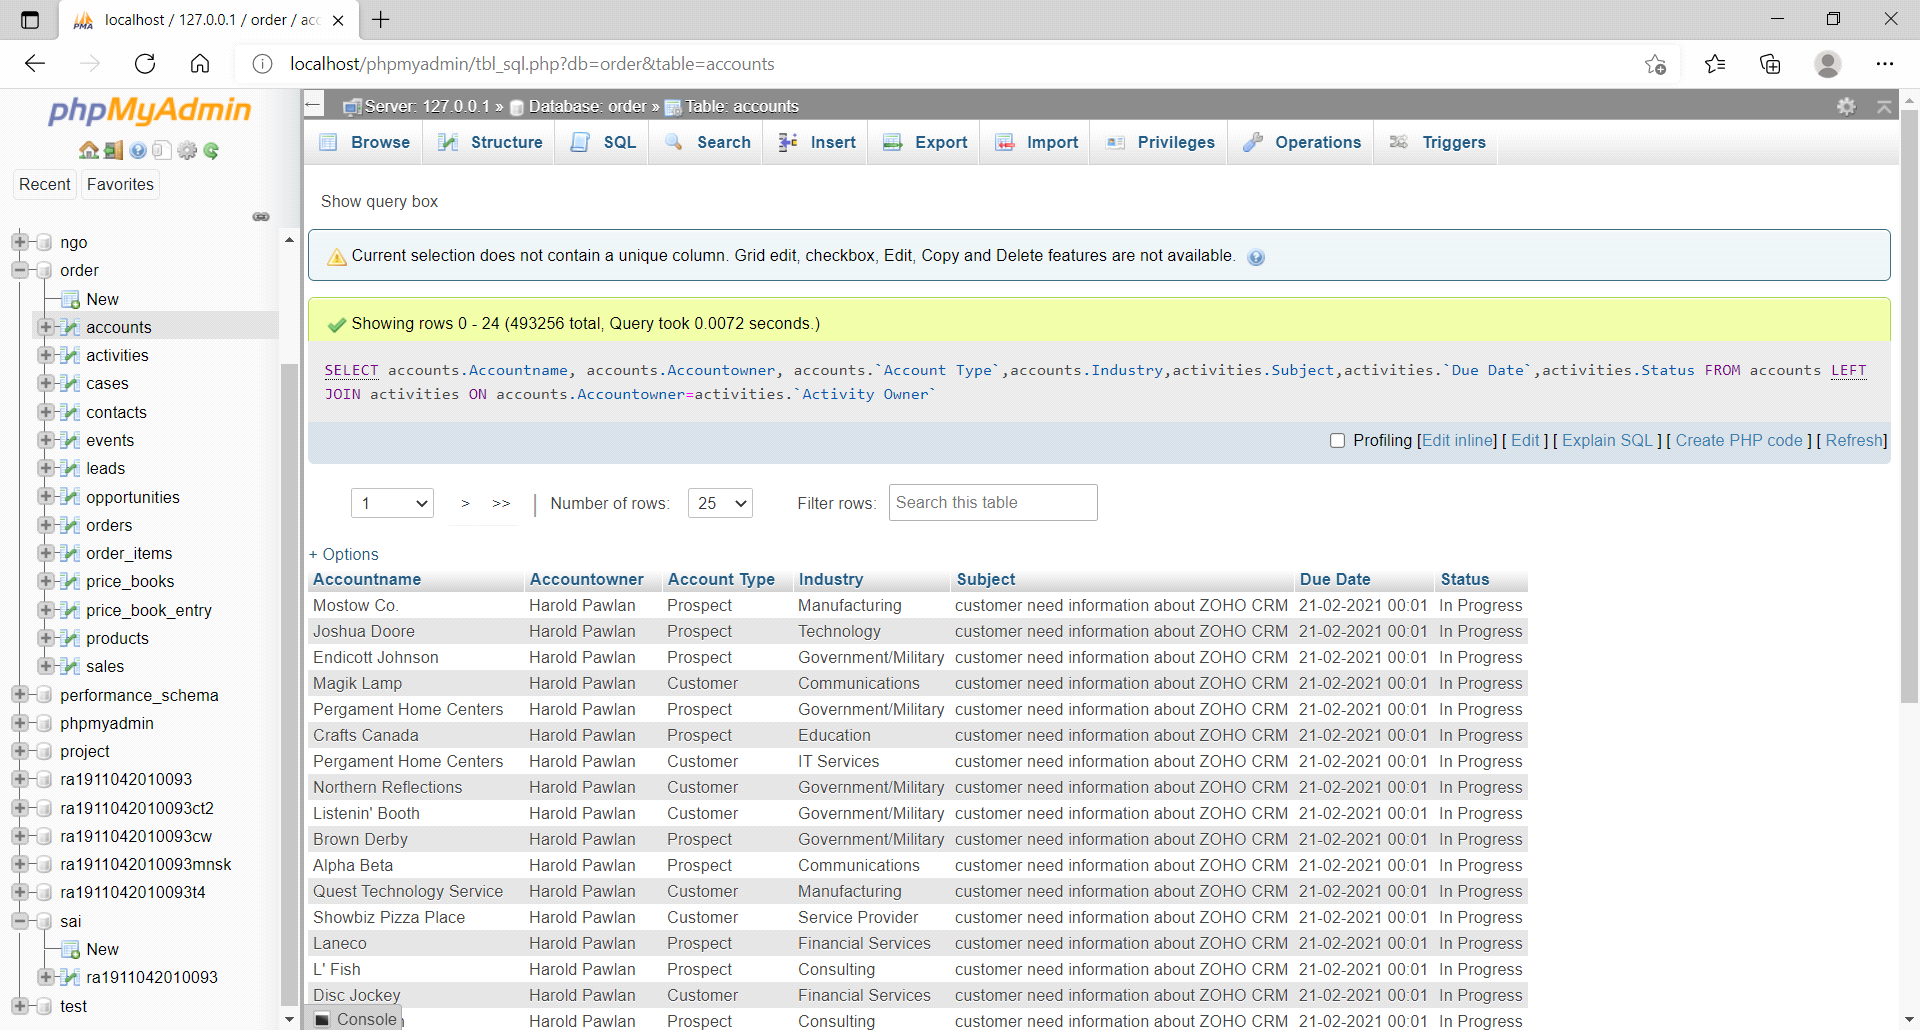 localhost / 127.0.0.1 / order / acc
localhost/phpmyadmin/tbl_sql.php?db=order&table=accounts
phpMyAdmin
Recent Favorites
ngo
order
New
accounts
activities
cases
contacts
events
leads
opportunities
orders
order_items
price_books
price_book_entry
products
sales
performance_schema
phpmyadmin
project
ra1911042010093
ra1911042010093ct2
ra1911042010093cw
ra1911042010093mnsk
ra1911042010093t4
sai
New
ra1911042010093
test
Server: 127.0.0.1 » Database: order » Table: accounts
Browse Structure SQL Search Insert Export Import Privileges Operations Triggers
Show query box
Current selection does not contain a unique column. Grid edit, checkbox, Edit, Copy and Delete features are not available.
Showing rows 0 - 24 (493256 total, Query took 0.0072 seconds.)
SELECT accounts.Accountname, accounts.Accountowner, accounts.`Account Type`,accounts.Industry,activities.Subject,activities.`Due Date`,activities.Status FROM accounts LEFT
JOIN activities ON accounts.Accountowner=activities.`Activity Owner`
Profiling [Edit inline] [ Edit ] [ Explain SQL ] [ Create PHP code ] [ Refresh]
1 > >> | Number of rows: 25 Filter rows: Search this table
+ Options
Accountname Accountowner Account Type Industry Subject Due Date Status
Mostow Co. Harold Pawlan Prospect Manufacturing customer need information about ZOHO CRM 21-02-2021 00:01 In Progress
Joshua Doore Harold Pawlan Prospect Technology customer need information about ZOHO CRM 21-02-2021 00:01 In Progress
Endicott Johnson Harold Pawlan Prospect Government/Military customer need information about ZOHO CRM 21-02-2021 00:01 In Progress
Magik Lamp Harold Pawlan Customer Communications customer need information about ZOHO CRM 21-02-2021 00:01 In Progress
Pergament Home Centers Harold Pawlan Prospect Government/Military customer need information about ZOHO CRM 21-02-2021 00:01 In Progress
Crafts Canada Harold Pawlan Prospect Education customer need information about ZOHO CRM 21-02-2021 00:01 In Progress
Pergament Home Centers Harold Pawlan Customer IT Services customer need information about ZOHO CRM 21-02-2021 00:01 In Progress
Northern Reflections Harold Pawlan Customer Government/Military customer need information about ZOHO CRM 21-02-2021 00:01 In Progress
Listenin' Booth Harold Pawlan Customer Government/Military customer need information about ZOHO CRM 21-02-2021 00:01 In Progress
Brown Derby Harold Pawlan Prospect Government/Military customer need information about ZOHO CRM 21-02-2021 00:01 In Progress
Alpha Beta Harold Pawlan Prospect Communications customer need information about ZOHO CRM 21-02-2021 00:01 In Progress
Quest Technology Service Harold Pawlan Customer Manufacturing customer need information about ZOHO CRM 21-02-2021 00:01 In Progress
Showbiz Pizza Place Harold Pawlan Customer Service Provider customer need information about ZOHO CRM 21-02-2021 00:01 In Progress
Laneco Harold Pawlan Prospect Financial Services customer need information about ZOHO CRM 21-02-2021 00:01 In Progress
L' Fish Harold Pawlan Prospect Consulting customer need information about ZOHO CRM 21-02-2021 00:01 In Progress
Disc Jockey Harold Pawlan Customer Financial Services customer need information about ZOHO CRM 21-02-2021 00:01 In Progress
Harold Pawlan Prospect Consulting customer need information about ZOHO CRM 21-02-2021 00:01 In Progress
Console